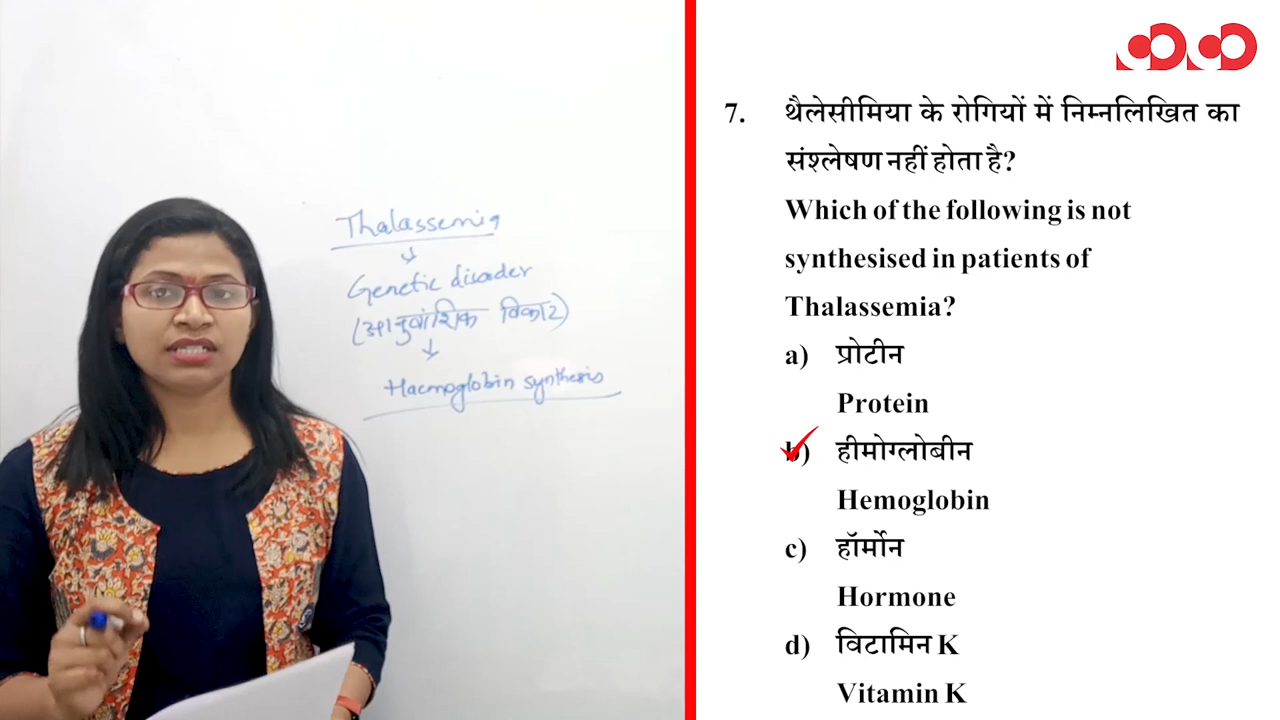 Thalassemia
↓
Genetic disorder
(आनुवांशिक विकार)
↓
Haemoglobin synthesis
7. थैलेसीमिया के रोगियों में निम्नलिखित का
संश्लेषण नहीं होता है?
Which of the following is not
synthesised in patients of
Thalassemia?
a) प्रोटीन
Protein
b) हीमोग्लोबीन
Hemoglobin
c) हॉर्मोन
Hormone
d) विटामिन K
Vitamin K